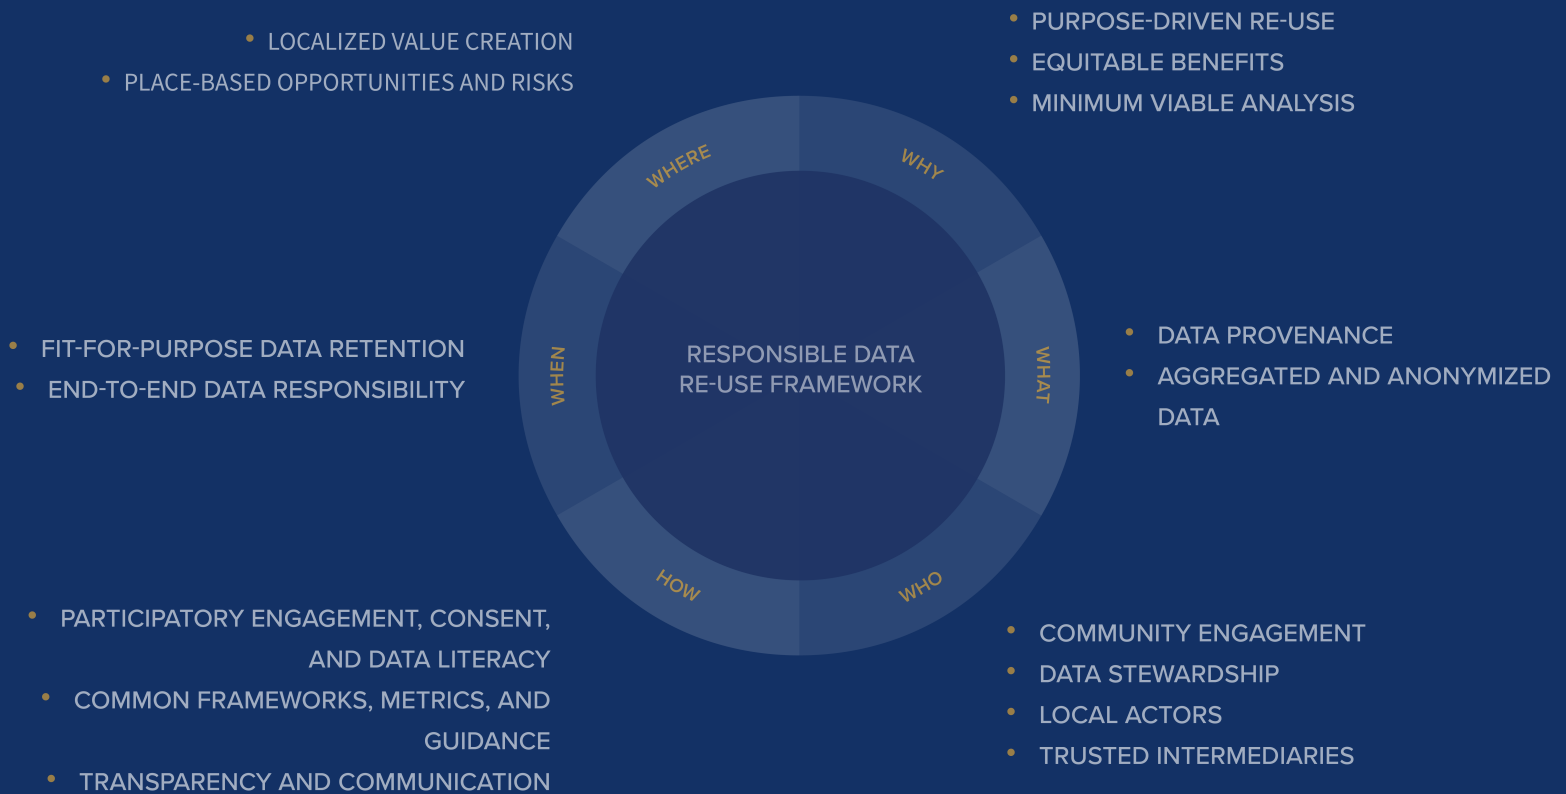 • LOCALIZED VALUE CREATION
• PLACE-BASED OPPORTUNITIES AND RISKS
• PURPOSE-DRIVEN RE-USE
• EQUITABLE BENEFITS
• MINIMUM VIABLE ANALYSIS
WHERE
WHY
• FIT-FOR-PURPOSE DATA RETENTION
• END-TO-END DATA RESPONSIBILITY
WHEN
RESPONSIBLE DATA
RE-USE FRAMEWORK
WHAT
• DATA PROVENANCE
• AGGREGATED AND ANONYMIZED
DATA
HOW
WHO
• PARTICIPATORY ENGAGEMENT, CONSENT,
AND DATA LITERACY
• COMMON FRAMEWORKS, METRICS, AND
GUIDANCE
• TRANSPARENCY AND COMMUNICATION
• COMMUNITY ENGAGEMENT
• DATA STEWARDSHIP
• LOCAL ACTORS
• TRUSTED INTERMEDIARIES